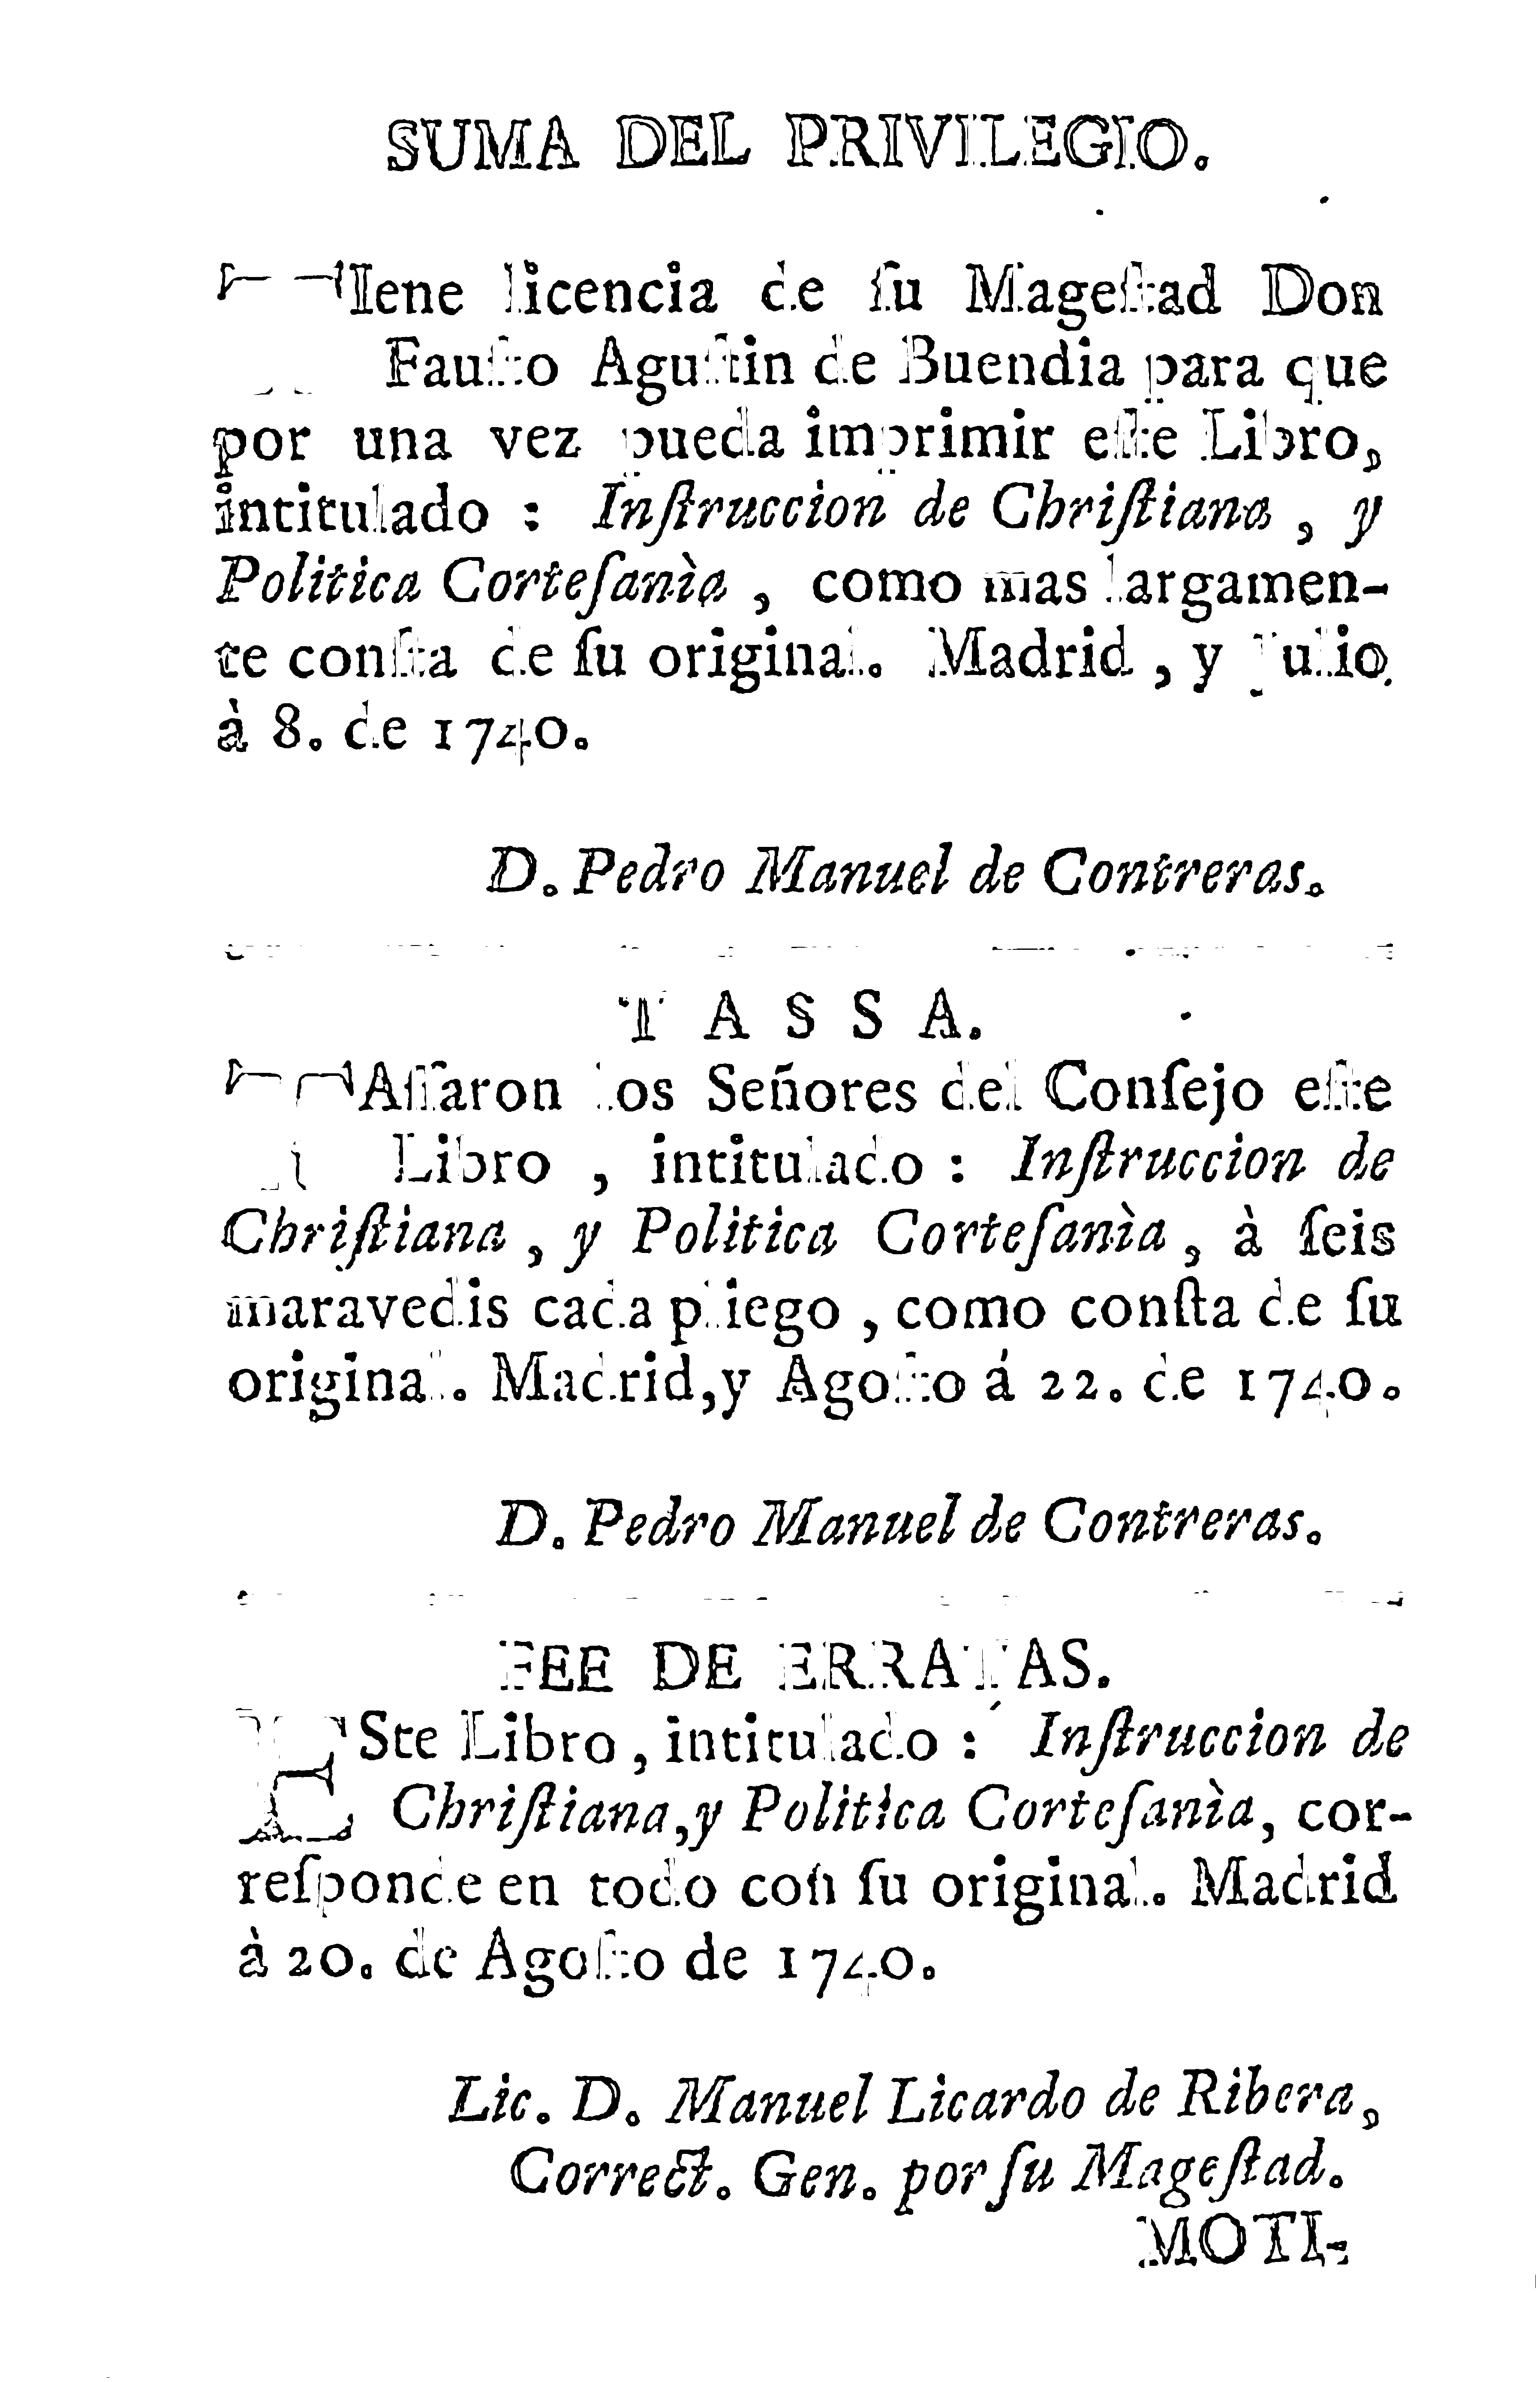 SUMA DEL PRIVILEGIO.
TIene licencia de ſu Mageſtad Don
Fauſto Aguſtin de Buendia para que
por una vez pueda imprimir eſte Libro,
intitulado : Inſtruccion de Chriſtiana , y
Politica Corteſanìa , como mas largamen-
te conſta de ſu original. Madrid , y Julio
à 8. de 1740.
D. Pedro Manuel de Contreras.
T A S S A.
TAſſaron los Señores del Conſejo eſte
Libro , intitulado : Inſtruccion de
Chriſtiana , y Politica Corteſanìa , à ſeis
maravedis cada pliego , como conſta de ſu
original. Madrid,y Agoſto á 22. de 1740.
D. Pedro Manuel de Contreras.
FEE DE ERRATAS.
ESte Libro , intitulado : Inſtruccion de
Chriſtiana,y Politica Corteſanìa, cor-
reſponde en todo con ſu original. Madrid
à 20. de Agoſto de 1740.
Lic. D. Manuel Licardo de Ribera,
Correct. Gen. por ſu Mageſtad.
MOTI-